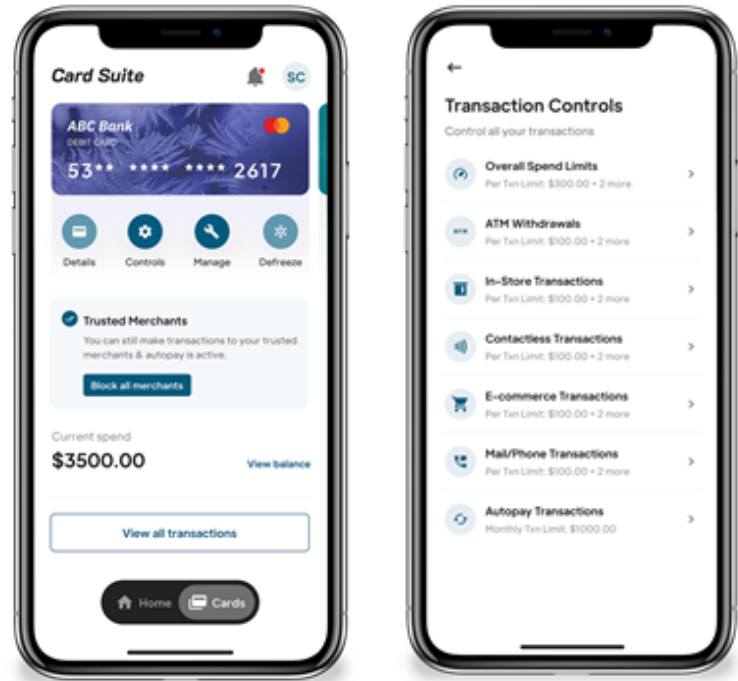 Card Suite
SC
ABC Bank
DEBIT CARD
53** **** **** 2617
Details Controls Manage Defreeze
Trusted Merchants
You can still make transactions to your trusted
merchants & autopay is active.
Block all merchants
Current spend
$3500.00 View balance
View all transactions
Home Cards
Transaction Controls
Control all your transactions
Overall Spend Limits
Per Txn Limit: $300.00 + 2 more
ATM Withdrawals
ATM Per Txn Limit: $100.00 + 2 more
In-Store Transactions
Per Txn Limit: $100.00 + 2 more
Contactless Transactions
Per Txn Limit: $100.00 + 2 more
E-commerce Transactions
Per Txn Limit: $100.00 + 2 more
Mail/Phone Transactions
Per Txn Limit: $100.00 + 2 more
Autopay Transactions
Monthly Txn Limit: $1000.00